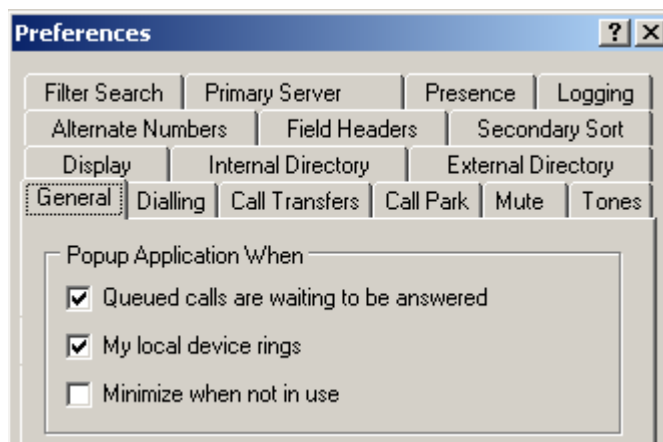 Preferences
Filter Search Primary Server Presence Logging
Alternate Numbers Field Headers Secondary Sort
Display Internal Directory External Directory
General Dialling Call Transfers Call Park Mute Tones
Popup Application When
Queued calls are waiting to be answered
My local device rings
Minimize when not in use